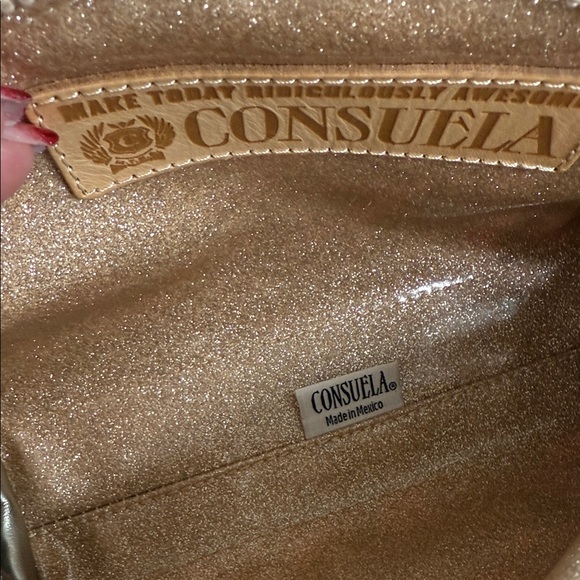 MAKE TODAY RIDICULOUSLY AWESOME
CONSUELA
CONSUELA®
Made in Mexico